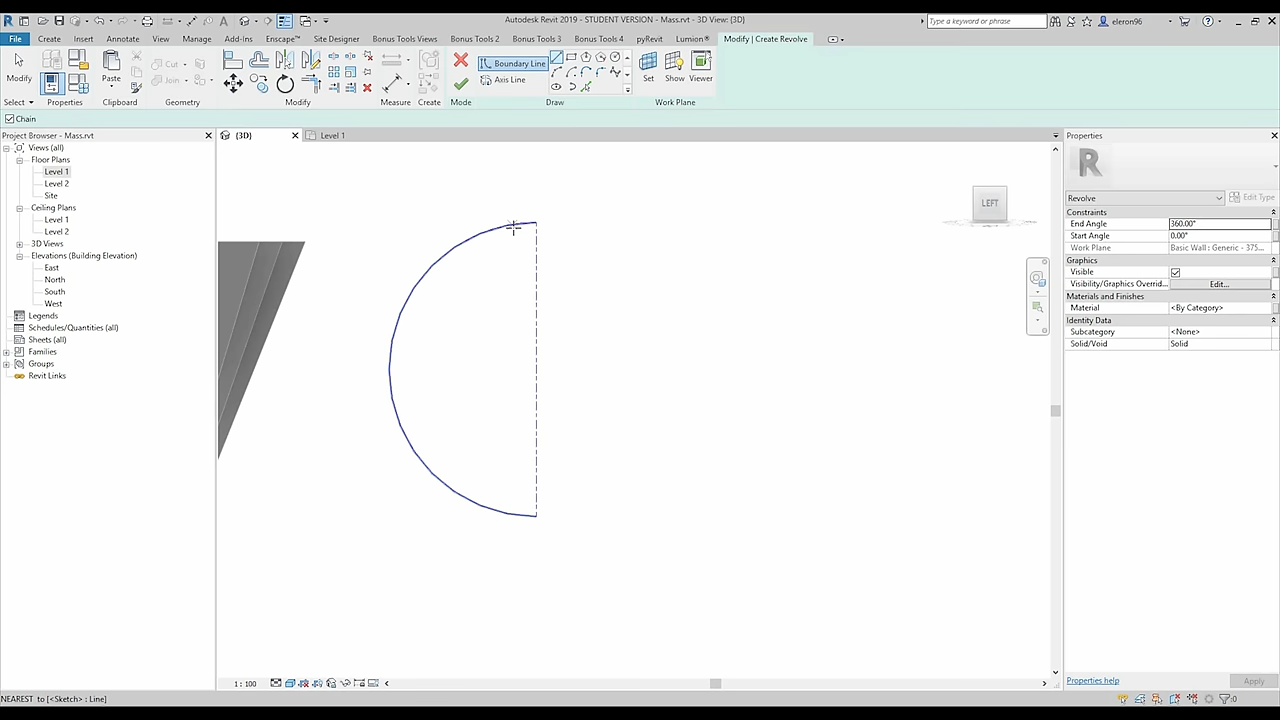 Autodesk Revit 2019 - STUDENT VERSION - Mass.rvt - 3D View: {3D}
Type a keyword or phrase
eleron96
File Create Insert Annotate View Manage Add-Ins Enscape™ Site Designer Bonus Tools View Bonus Tools 2 Bonus Tools 3 Bonus Tools 4 pyRevit Lumion® Modify | Create Revolve
Modify Paste Cut Join Boundary Line Axis Line Set Show Viewer
Select Properties Clipboard Geometry Modify Measure Create Mode Draw Work Plane
Chain
Project Browser - Mass.rvt
{3D}
Level 1
Views (all)
Floor Plans
Level 1
Level 2
Site
Ceiling Plans
Level 1
Level 2
3D Views
Elevations (Building Elevation)
East
North
South
West
Legends
Schedules/Quantities (all)
Sheets (all)
Families
Groups
Revit Links
LEFT
Properties
R
Revolve
Edit Type
Constraints
End Angle 360.00°
Start Angle 0.00°
Work Plane Basic Wall : Generic - 375...
Graphics
Visible
Visibility/Graphics Overrid... Edit...
Materials and Finishes
Material <By Category>
Identity Data
Subcategory <None>
Solid/Void Solid
Properties help
Apply
1 : 100
NEAREST to [<Sketch> : Line]
:0